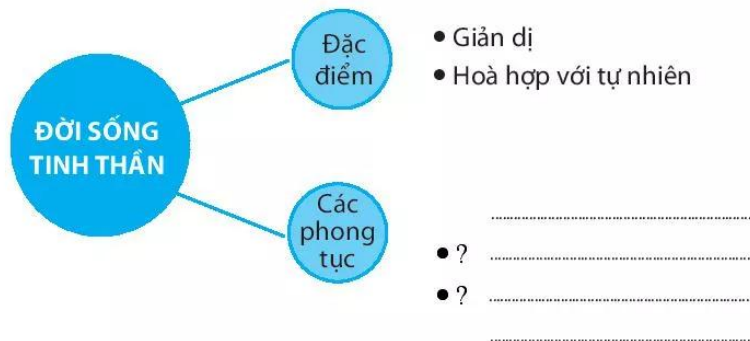 ĐỜI SỐNG
TINH THẦN
Đặc
điểm
• Giản dị
• Hoà hợp với tự nhiên
Các
phong
tục
................................................
• ? ................................................
• ? ................................................
................................................